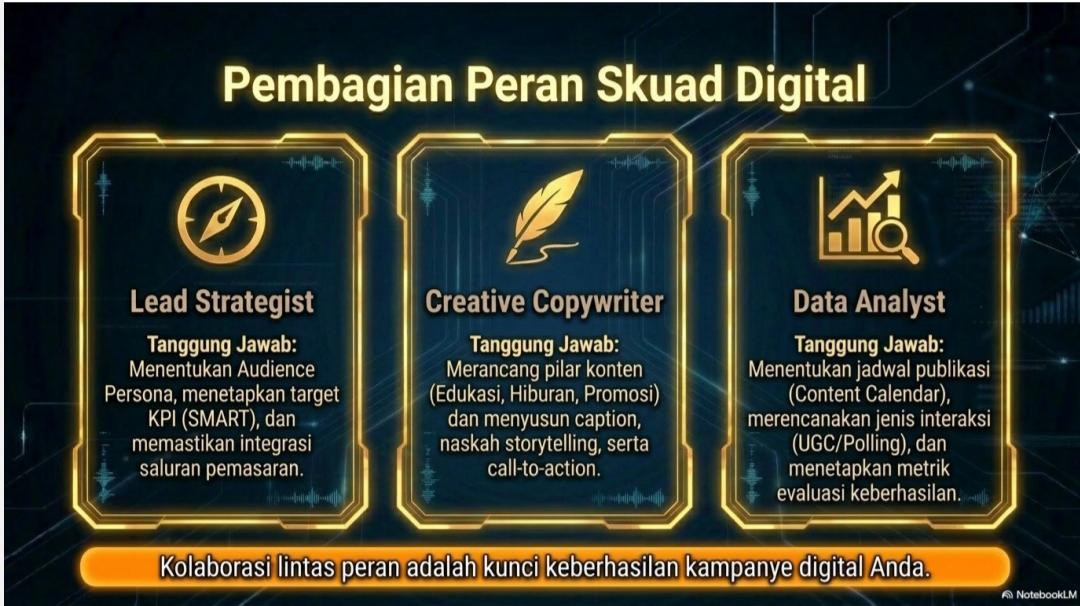 Pembagian Peran Skuad Digital
Lead Strategist
Tanggung Jawab:
Menentukan Audience
Persona, menetapkan target
KPI (SMART), dan
memastikan integrasi
saluran pemasaran.
Creative Copywriter
Tanggung Jawab:
Merancang pilar konten
(Edukasi, Hiburan, Promosi)
dan menyusun caption,
naskah storytelling, serta
call-to-action.
Data Analyst
Tanggung Jawab:
Menentukan jadwal publikasi
(Content Calendar),
merencanakan jenis interaksi
(UGC/Polling), dan
menetapkan metrik
evaluasi keberhasilan.
Kolaborasi lintas peran adalah kunci keberhasilan kampanye digital Anda.
NotebookLM